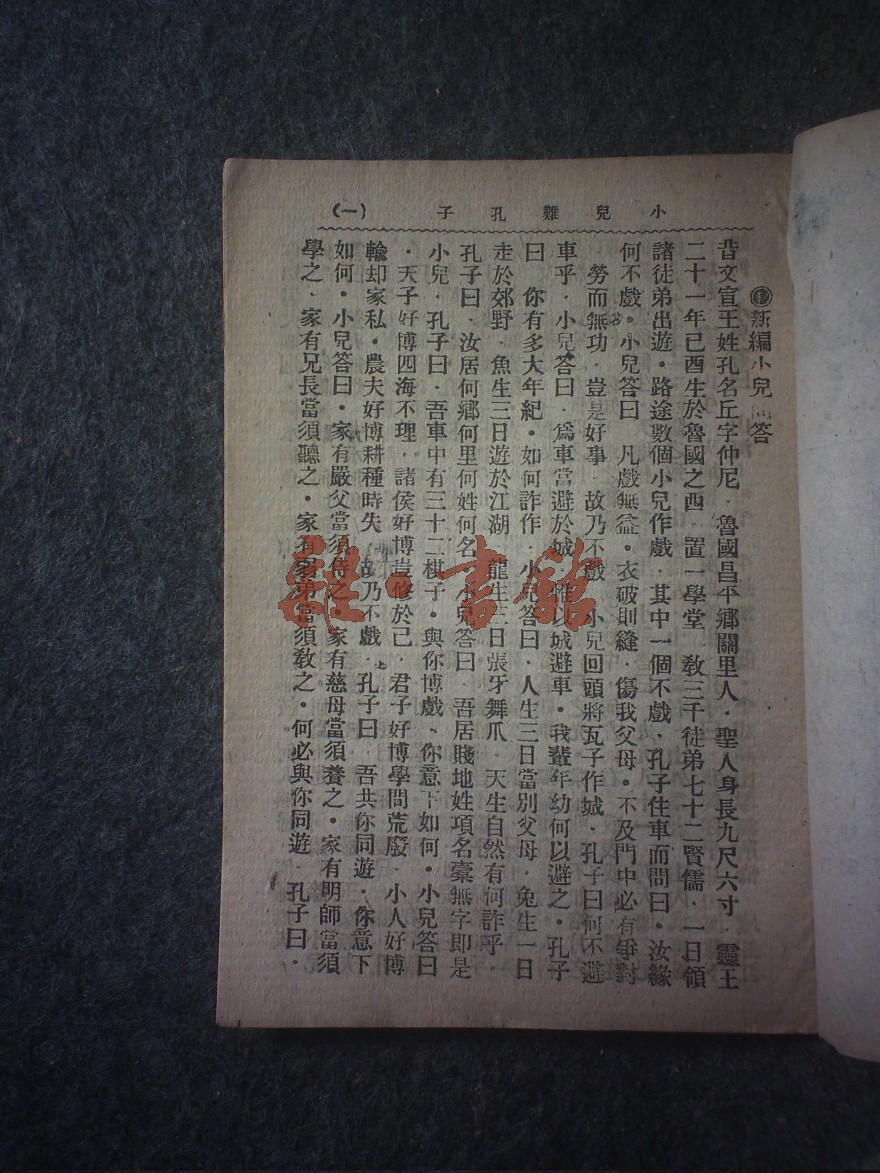 小兒難孔子 (一)
新編小兒問答
昔文宣王姓孔名丘字仲尼．魯國昌平鄉關里人．聖人身長九尺六寸．靈王
二十一年己酉生於魯國之西．置一學堂．敎三千徒弟七十二賢儒．一日領
諸徒弟出遊．路途數個小兒作戲．其中一個不戲．孔子住車而問曰．汝緣
何不戲．小兒答曰　凡戲無益．衣破則縫．傷我父母．不及門中必有爭對
．勞而無功．豈是好事．故乃不戲．小兒回頭將瓦子作城．孔子曰何不避
車乎．小兒答曰．爲車當避於城．以城避車．我輩年幼何以避之．孔子
曰　你有多大年紀．如何詐作．小兒答曰．人生三日當別父母．兔生一日
走於郊野．魚生三日遊於江湖．龍生三日張牙舞爪．天生自然有何詐乎．
孔子曰．汝居何鄉何里何姓何名．小兒答曰．吾居賤地姓項名橐無字卽是
小兒．孔子曰．吾車中有三十二棋子．與你博戲．你意下如何．小兒答曰
．天子好博四海不理．諸侯好博豈修於己．君子好博學問荒廢．小人好博
輸却家私．農夫好博耕種時失．故乃不戲．孔子曰．吾共你同遊．你意下
如何．小兒答曰．家有嚴父當須侍之．家有慈母當須養之．家有明師當須
學之．家有兄長當須聽之．家有弟當須敎之．何必與你同遊．孔子曰．
雜·書館